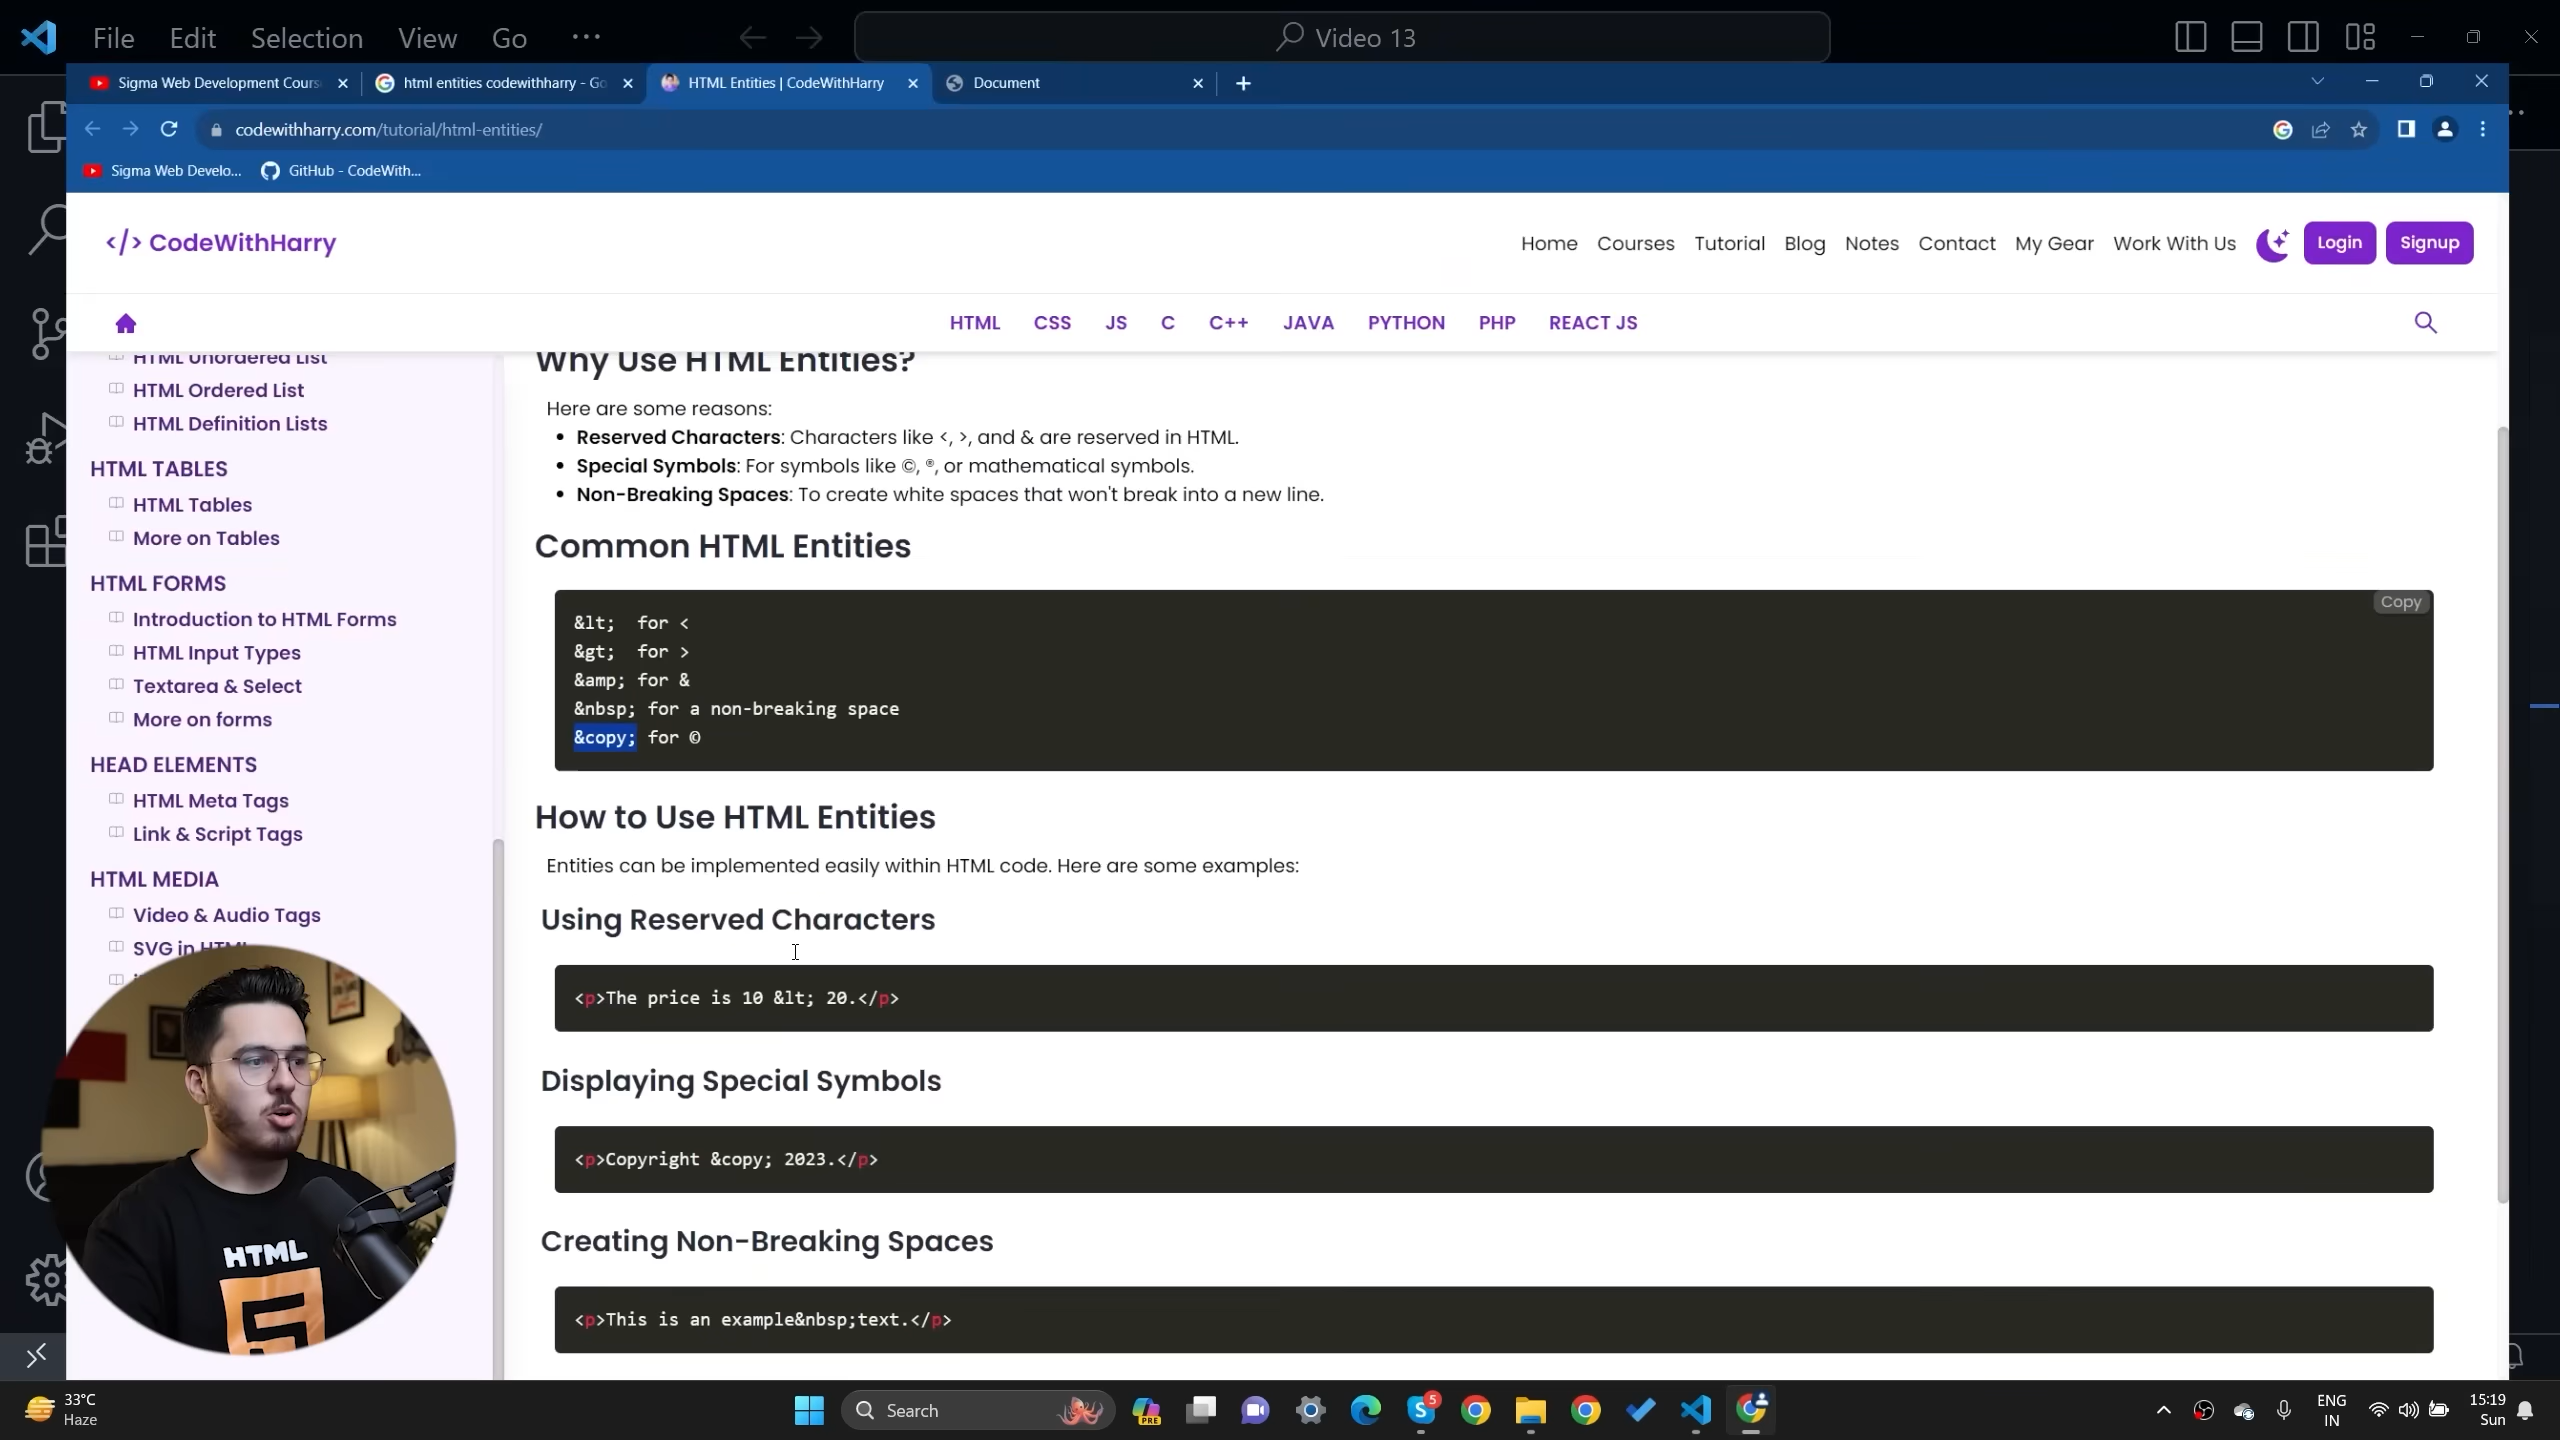 File Edit Selection View Go ··· Video 13
Sigma Web Development Cours html entities codewithharry - Go HTML Entities | CodeWithHarry Document
codewithharry.com/tutorial/html-entities/
Sigma Web Develo... GitHub - CodeWith...
</> CodeWithHarry Home Courses Tutorial Blog Notes Contact My Gear Work With Us Login Signup
HTML CSS JS C C++ JAVA PYTHON PHP REACT JS
HTML Unordered List
HTML Ordered List
HTML Definition Lists
HTML TABLES
HTML Tables
More on Tables
HTML FORMS
Introduction to HTML Forms
HTML Input Types
Textarea & Select
More on forms
HEAD ELEMENTS
HTML Meta Tags
Link & Script Tags
HTML MEDIA
Video & Audio Tags
SVG in HTML
Why Use HTML Entities?
Here are some reasons:
• Reserved Characters: Characters like <, >, and & are reserved in HTML.
• Special Symbols: For symbols like ©, ®, or mathematical symbols.
• Non-Breaking Spaces: To create white spaces that won't break into a new line.
Common HTML Entities
Copy
&lt;  for <
&gt;  for >
&amp; for &
&nbsp; for a non-breaking space
&copy; for ©
How to Use HTML Entities
Entities can be implemented easily within HTML code. Here are some examples:
Using Reserved Characters
<p>The price is 10 &lt; 20.</p>
Displaying Special Symbols
<p>Copyright &copy; 2023.</p>
Creating Non-Breaking Spaces
<p>This is an example&nbsp;text.</p>
HTML
5
33°C
Haze
Search
PRE
5
ENG
IN
15:19
Sun